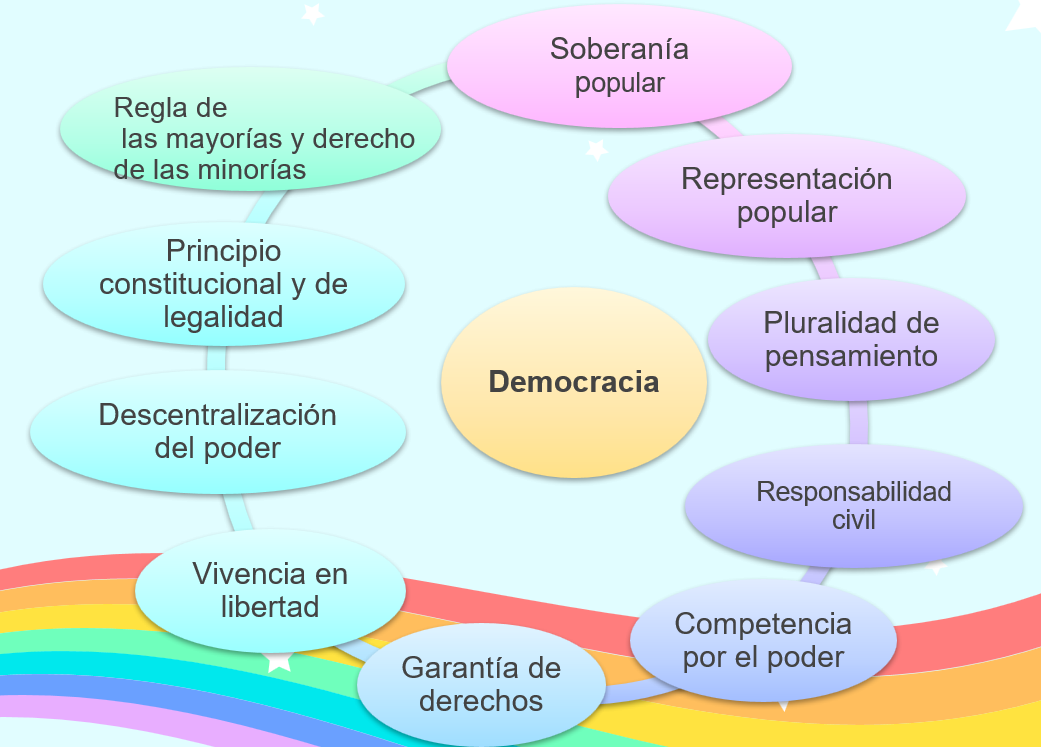 Soberanía
popular
Representación
popular
Pluralidad de
pensamiento
Responsabilidad
civil
Competencia
por el poder
Garantía de
derechos
Vivencia en
libertad
Descentralización
del poder
Principio
constitucional y de
legalidad
Regla de
las mayorías y derecho
de las minorías
Democracia